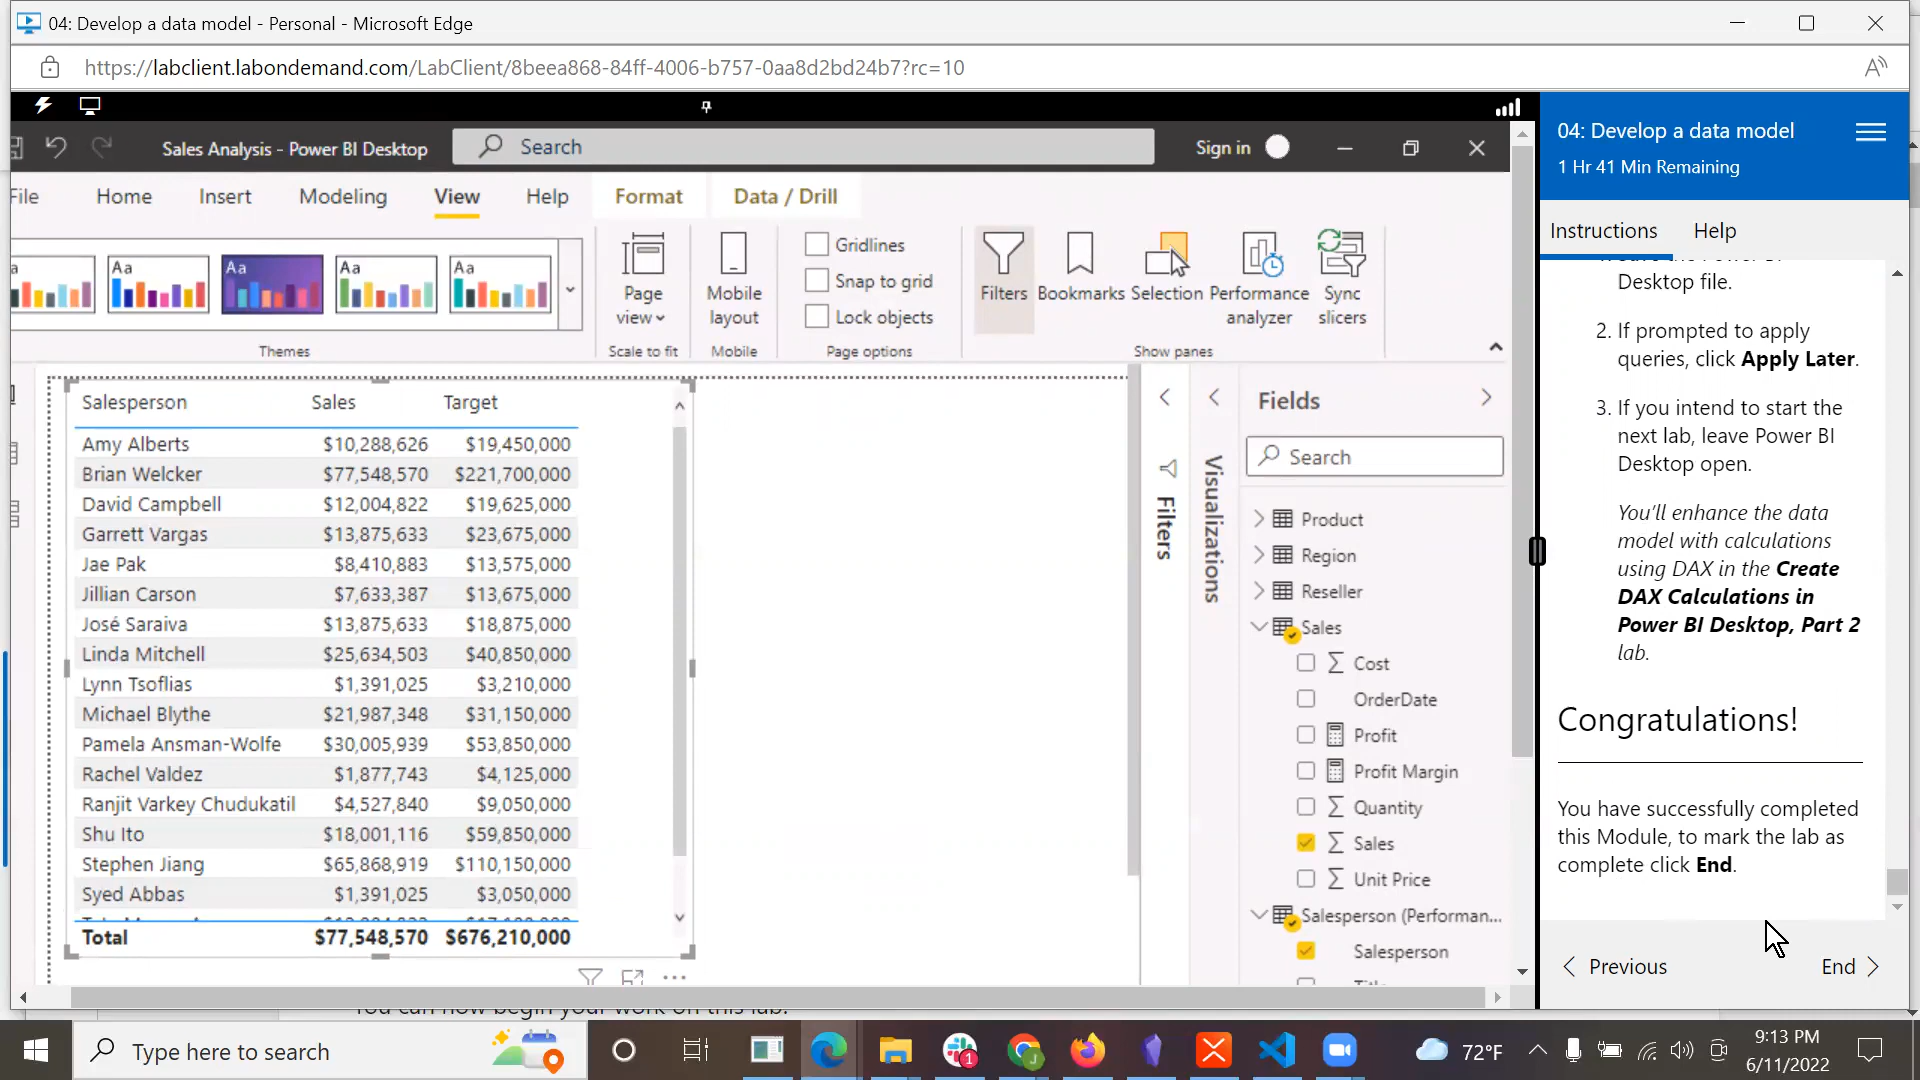 04: Develop a data model - Personal - Microsoft Edge
https://labclient.labondemand.com/LabClient/8beea868-84ff-4006-b757-0aa8d2bd24b7?rc=10
Sales Analysis - Power BI Desktop
Search
Sign in
File Home Insert Modeling View Help Format Data / Drill
Aa Aa Aa Aa
Page view
Mobile layout
Gridlines
Snap to grid
Lock objects
Filters
Bookmarks
Selection
Performance analyzer
Sync slicers
Themes
Scale to fit
Mobile
Page options
Show panes
Salesperson Sales Target
Amy Alberts $10,288,626 $19,450,000
Brian Welcker $77,548,570 $221,700,000
David Campbell $12,004,822 $19,625,000
Garrett Vargas $13,875,633 $23,675,000
Jae Pak $8,410,883 $13,575,000
Jillian Carson $7,633,387 $13,675,000
José Saraiva $13,875,633 $18,875,000
Linda Mitchell $25,634,503 $40,850,000
Lynn Tsoflias $1,391,025 $3,210,000
Michael Blythe $21,987,348 $31,150,000
Pamela Ansman-Wolfe $30,005,939 $53,850,000
Rachel Valdez $1,877,743 $4,125,000
Ranjit Varkey Chudukatil $4,527,840 $9,050,000
Shu Ito $18,001,116 $59,850,000
Stephen Jiang $65,868,919 $110,150,000
Syed Abbas $1,391,025 $3,050,000
Total $77,548,570 $676,210,000
Filters
Visualizations
Fields
Search
Product
Region
Reseller
Sales
Cost
OrderDate
Profit
Profit Margin
Quantity
Sales
Unit Price
Salesperson (Performan...
Salesperson
04: Develop a data model
1 Hr 41 Min Remaining
Instructions Help
Desktop file.
2. If prompted to apply
queries, click Apply Later.
3. If you intend to start the
next lab, leave Power BI
Desktop open.
You'll enhance the data
model with calculations
using DAX in the Create
DAX Calculations in
Power BI Desktop, Part 2
lab.
Congratulations!
You have successfully completed
this Module, to mark the lab as
complete click End.
Previous
End
You can now begin your work on this lab.
Type here to search
1
72°F
9:13 PM
6/11/2022